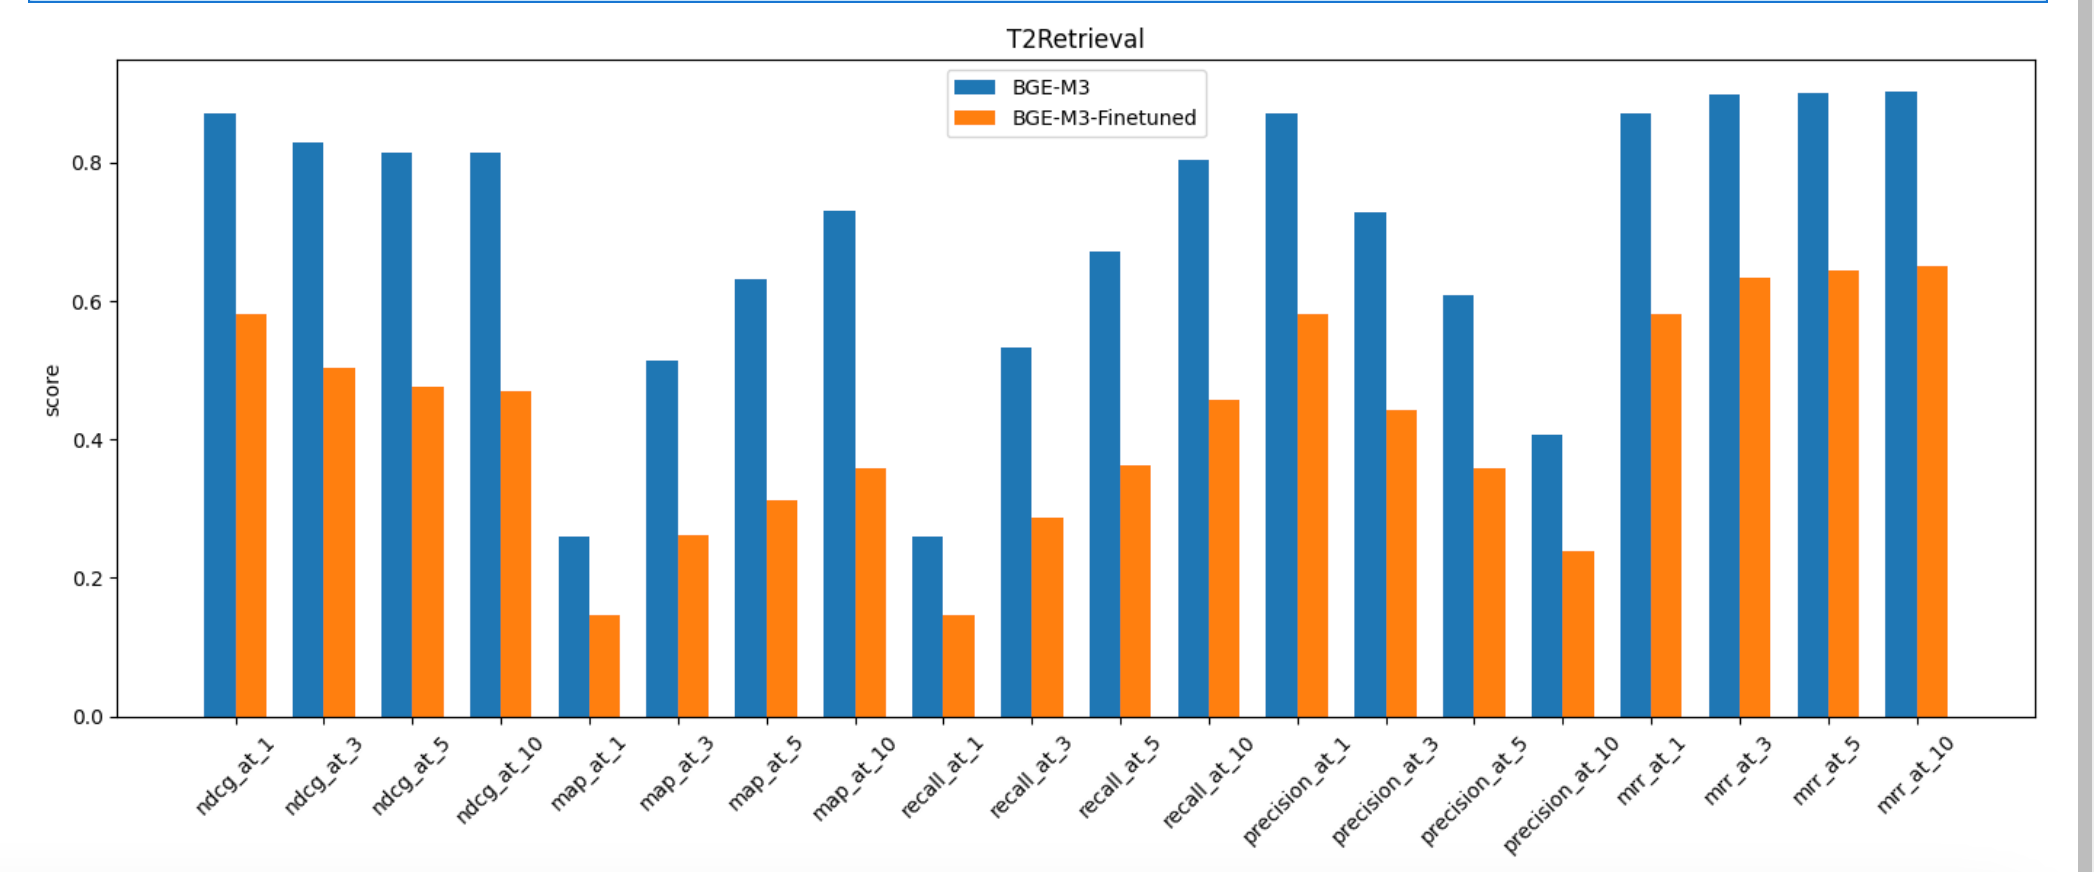 T2Retrieval
BGE-M3
BGE-M3-Finetuned
score
0.8
0.6
0.4
0.2
0.0
ndcg_at_1
ndcg_at_3
ndcg_at_5
ndcg_at_10
map_at_1
map_at_3
map_at_5
map_at_10
recall_at_1
recall_at_3
recall_at_5
recall_at_10
precision_at_1
precision_at_3
precision_at_5
precision_at_10
mrr_at_1
mrr_at_3
mrr_at_5
mrr_at_10